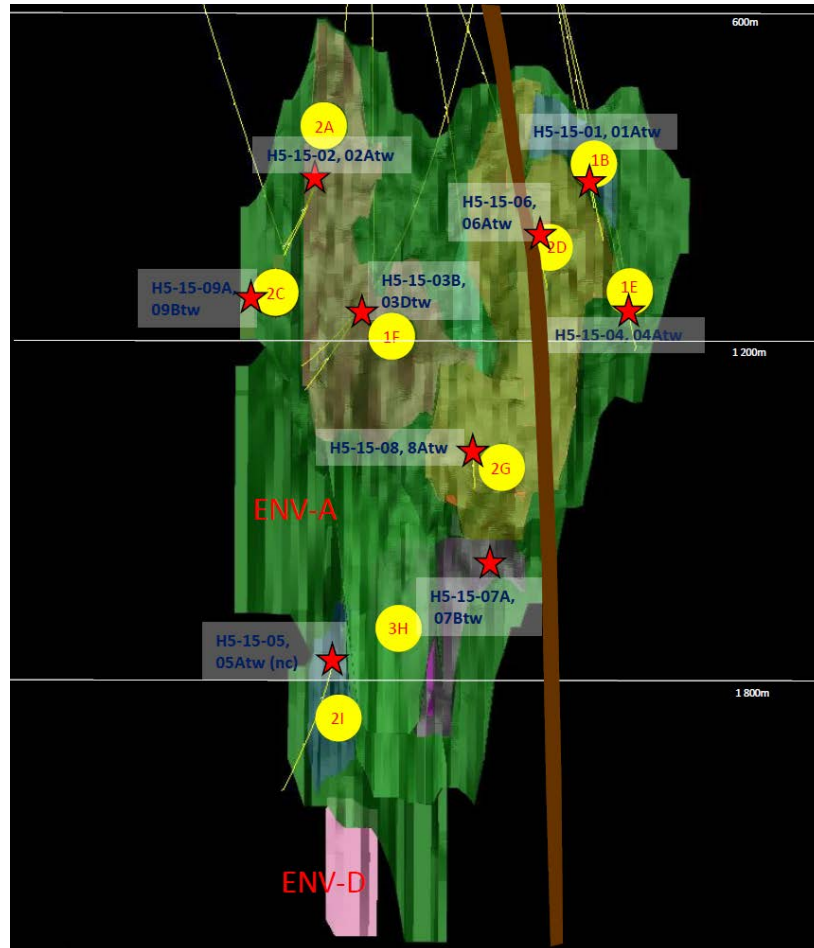 600m
2A
H5-15-01, 01Atw
H5-15-02, 02Atw
1B
H5-15-06,
06Atw
2D
H5-15-09A,
09Btw
2C
H5-15-03B,
03Dtw
1E
1F
H5-15-04, 04Atw
1 200m
H5-15-08, 8Atw
2G
ENV-A
H5-15-07A,
07Btw
3H
H5-15-05,
05Atw (nc)
1 800m
2I
ENV-D